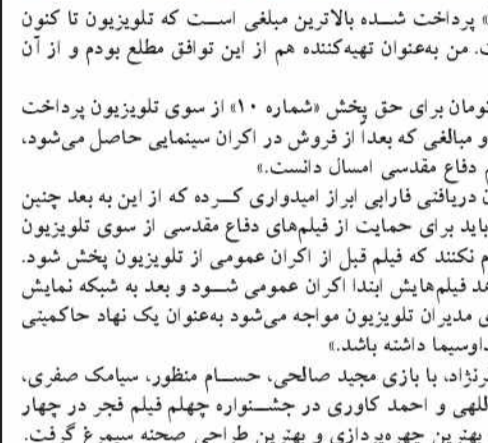 » پرداخت شده بالاترین مبلغی است که تلویزیون تا کنون
من به‌عنوان تهیه‌کننده هم از این توافق مطلع بودم و از آن
تومان برای حق پخش «شماره ۱۰» از سوی تلویزیون پرداخت
و مبالغی که بعداً از فروش در اکران سینمایی حاصل می‌شود،
دفاع مقدسی امسال دانست.»
دریافتی فارابی ابراز امیدواری کرده که از این به بعد چنین
باید برای حمایت از فیلم‌های دفاع مقدسی از سوی تلویزیون
نکنند که فیلم قبل از اکران عمومی از تلویزیون پخش شود.
فیلم‌هایش ابتدا اکران عمومی شود و بعد به شبکه نمایش
مدیران تلویزیون مواجه می‌شود به‌عنوان یک نهاد حاکمیتی
داشته باشد.»
با بازی مجید صالحی، حسام منظور، سیامک صفری،
احمد کاوری در جشنواره چهلم فیلم فجر در چهار
بهترین چهره‌پردازی و بهترین طراحی صحنه سیمرغ گرفت.